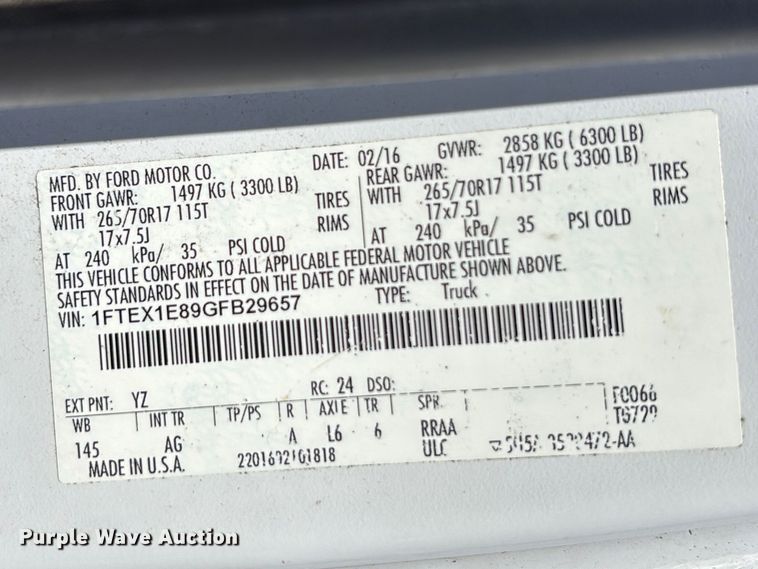 MFD. BY FORD MOTOR CO. DATE: 02/16 GVWR: 2858 KG ( 6300 LB)
FRONT GAWR: 1497 KG ( 3300 LB) REAR GAWR: 1497 KG ( 3300 LB)
WITH 265/70R17 115T TIRES WITH 265/70R17 115T TIRES
17x7.5J RIMS 17x7.5J RIMS
AT 240 kPa/ 35 PSI COLD AT 240 kPa/ 35 PSI COLD
THIS VEHICLE CONFORMS TO ALL APPLICABLE FEDERAL MOTOR VEHICLE
SAFETY STANDARDS IN EFFECT ON THE DATE OF MANUFACTURE SHOWN ABOVE.
VIN: 1FTEX1E89GFB29657 TYPE: Truck
EXT PNT: YZ RC: 24 DSO:
WB INT TR TP/PS R AXLE TR SPR
145 AG A L6 6 RRAA
MADE IN U.S.A. ULC
Purple Wave Auction